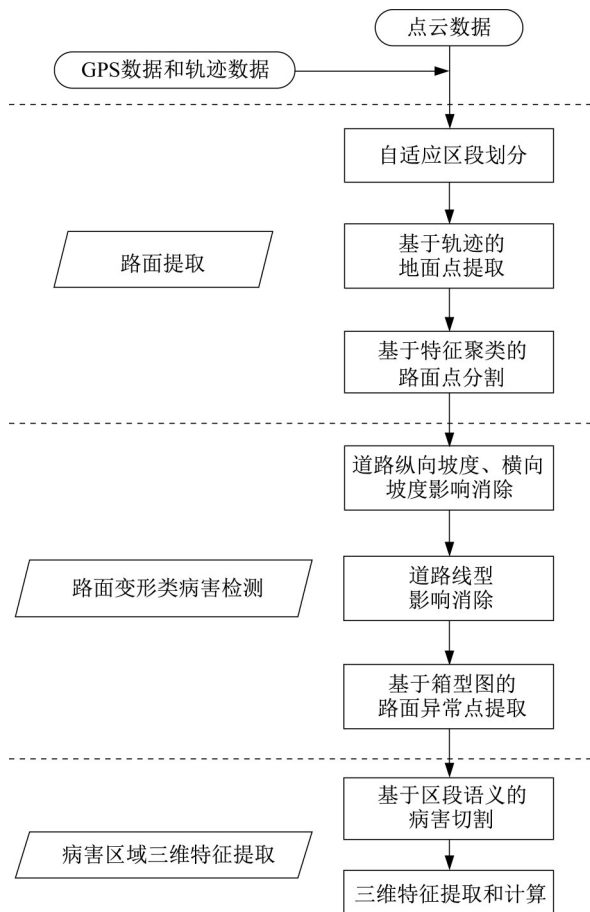 点云数据
GPS数据和轨迹数据
自适应区段划分
路面提取
基于轨迹的
地面点提取
基于特征聚类的
路面点分割
道路纵向坡度、横向
坡度影响消除
路面变形类病害检测
道路线型
影响消除
基于箱型图的
路面异常点提取
基于区段语义的
病害切割
病害区域三维特征提取
三维特征提取和计算